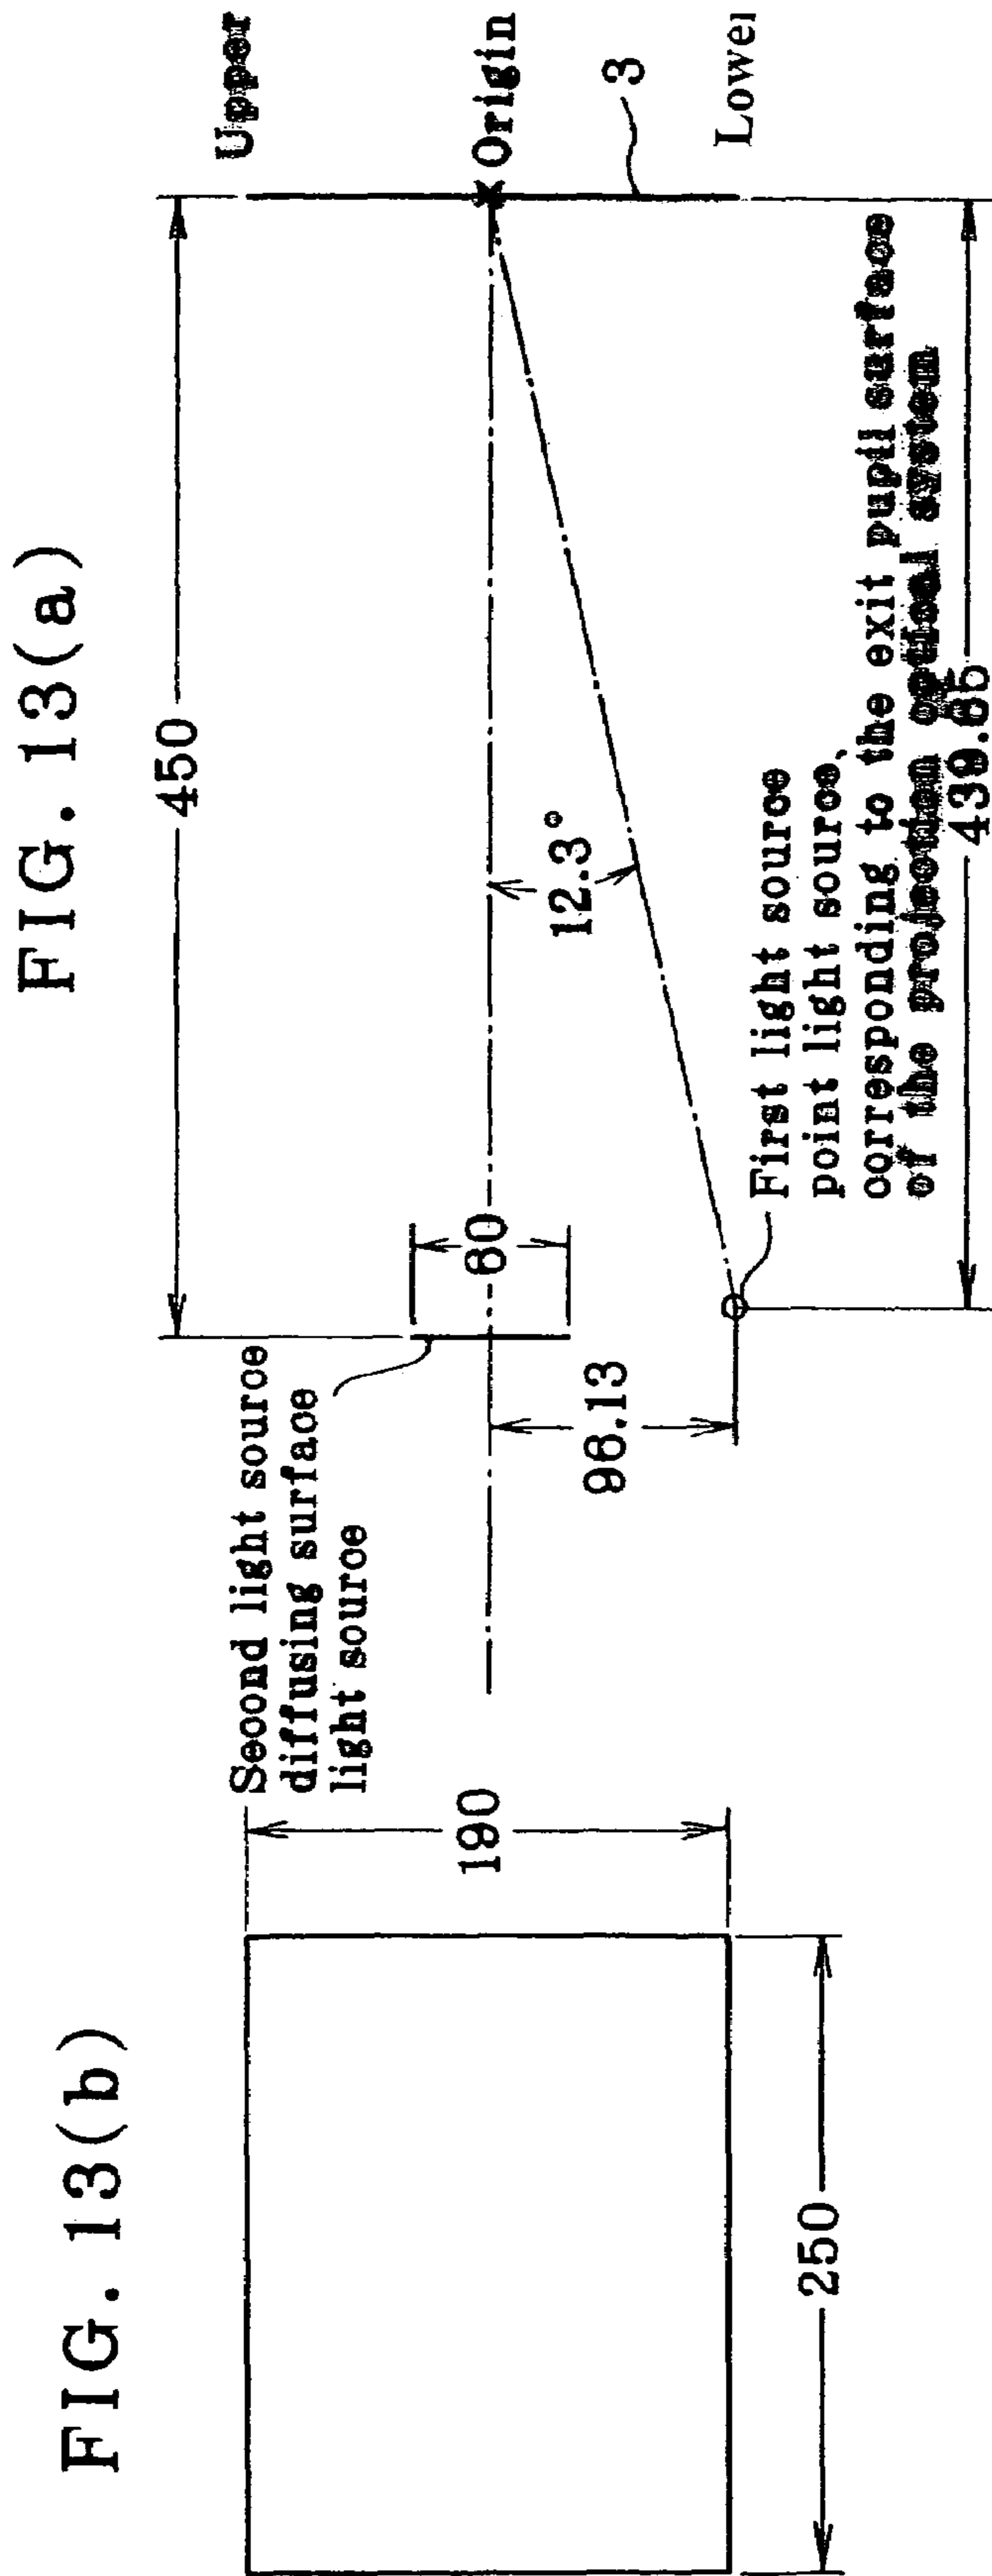 FIG. 13(a)
450
Upper
Origin
3
Lower
12.3°
60
96.13
Second light source
diffusing surface
light source
First light source
point light source,
corresponding to the exit pupil surface
of the projection optical system
439.65
FIG. 13(b)
190
250